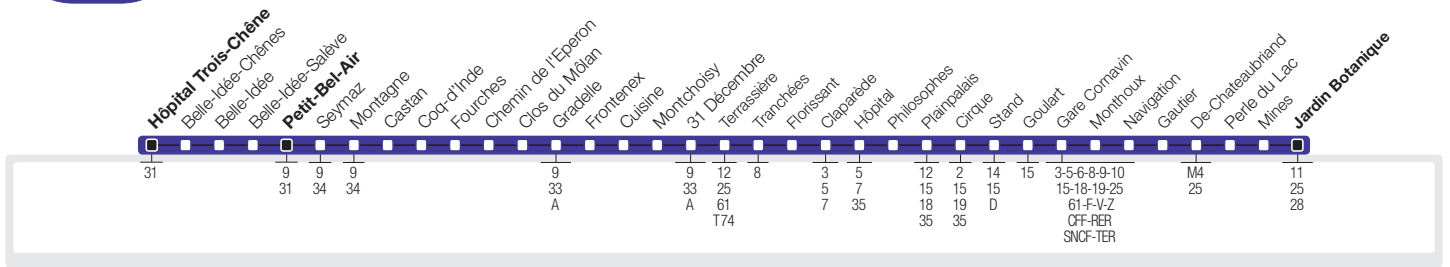 Hôpital Trois-Chêne
Belle-Idée-Chênes
Belle-Idée
Belle-Idée-Salève
Petit-Bel-Air
Seymaz
Montagne
Castan
Coq-d'Inde
Fourches
Chemin de l'Eperon
Clos du Môlan
Gradelle
Frontenex
Cuisine
Montchoisy
31 Décembre
Terrassière
Tranchées
Florissant
Claparède
Hôpital
Philosophes
Plainpalais
Cirque
Stand
Goulart
Gare Cornavin
Monthoux
Navigation
Gautier
De-Chateaubriand
Perle du Lac
Mines
Jardin Botanique
31
9
31
9
34
9
34
9
33
A
9
33
A
12
25
61
T74
8
3
5
7
5
7
35
12
15
18
35
2
15
19
35
14
15
D
15
3-5-6-8-9-10
15-18-19-25
61-F-V-Z
CFF-RER
SNCF-TER
M4
25
11
25
28